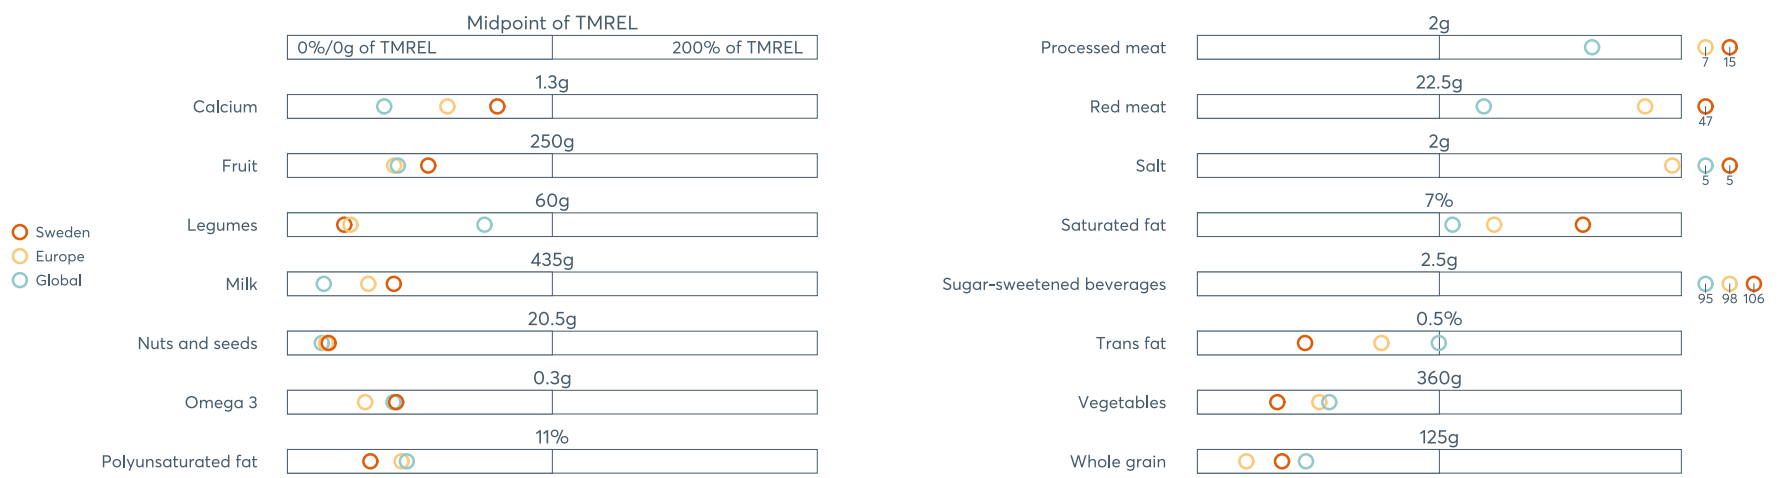 Midpoint of TMREL
0%/0g of TMREL 200% of TMREL
1.3g
Calcium
250g
Fruit
60g
Legumes
435g
Milk
20.5g
Nuts and seeds
0.3g
Omega 3
11%
Polyunsaturated fat
Sweden
Europe
Global
2g
Processed meat
7 15
22.5g
Red meat
47
2g
Salt
5 5
7%
Saturated fat
2.5g
Sugar-sweetened beverages
95 98 106
0.5%
Trans fat
360g
Vegetables
125g
Whole grain